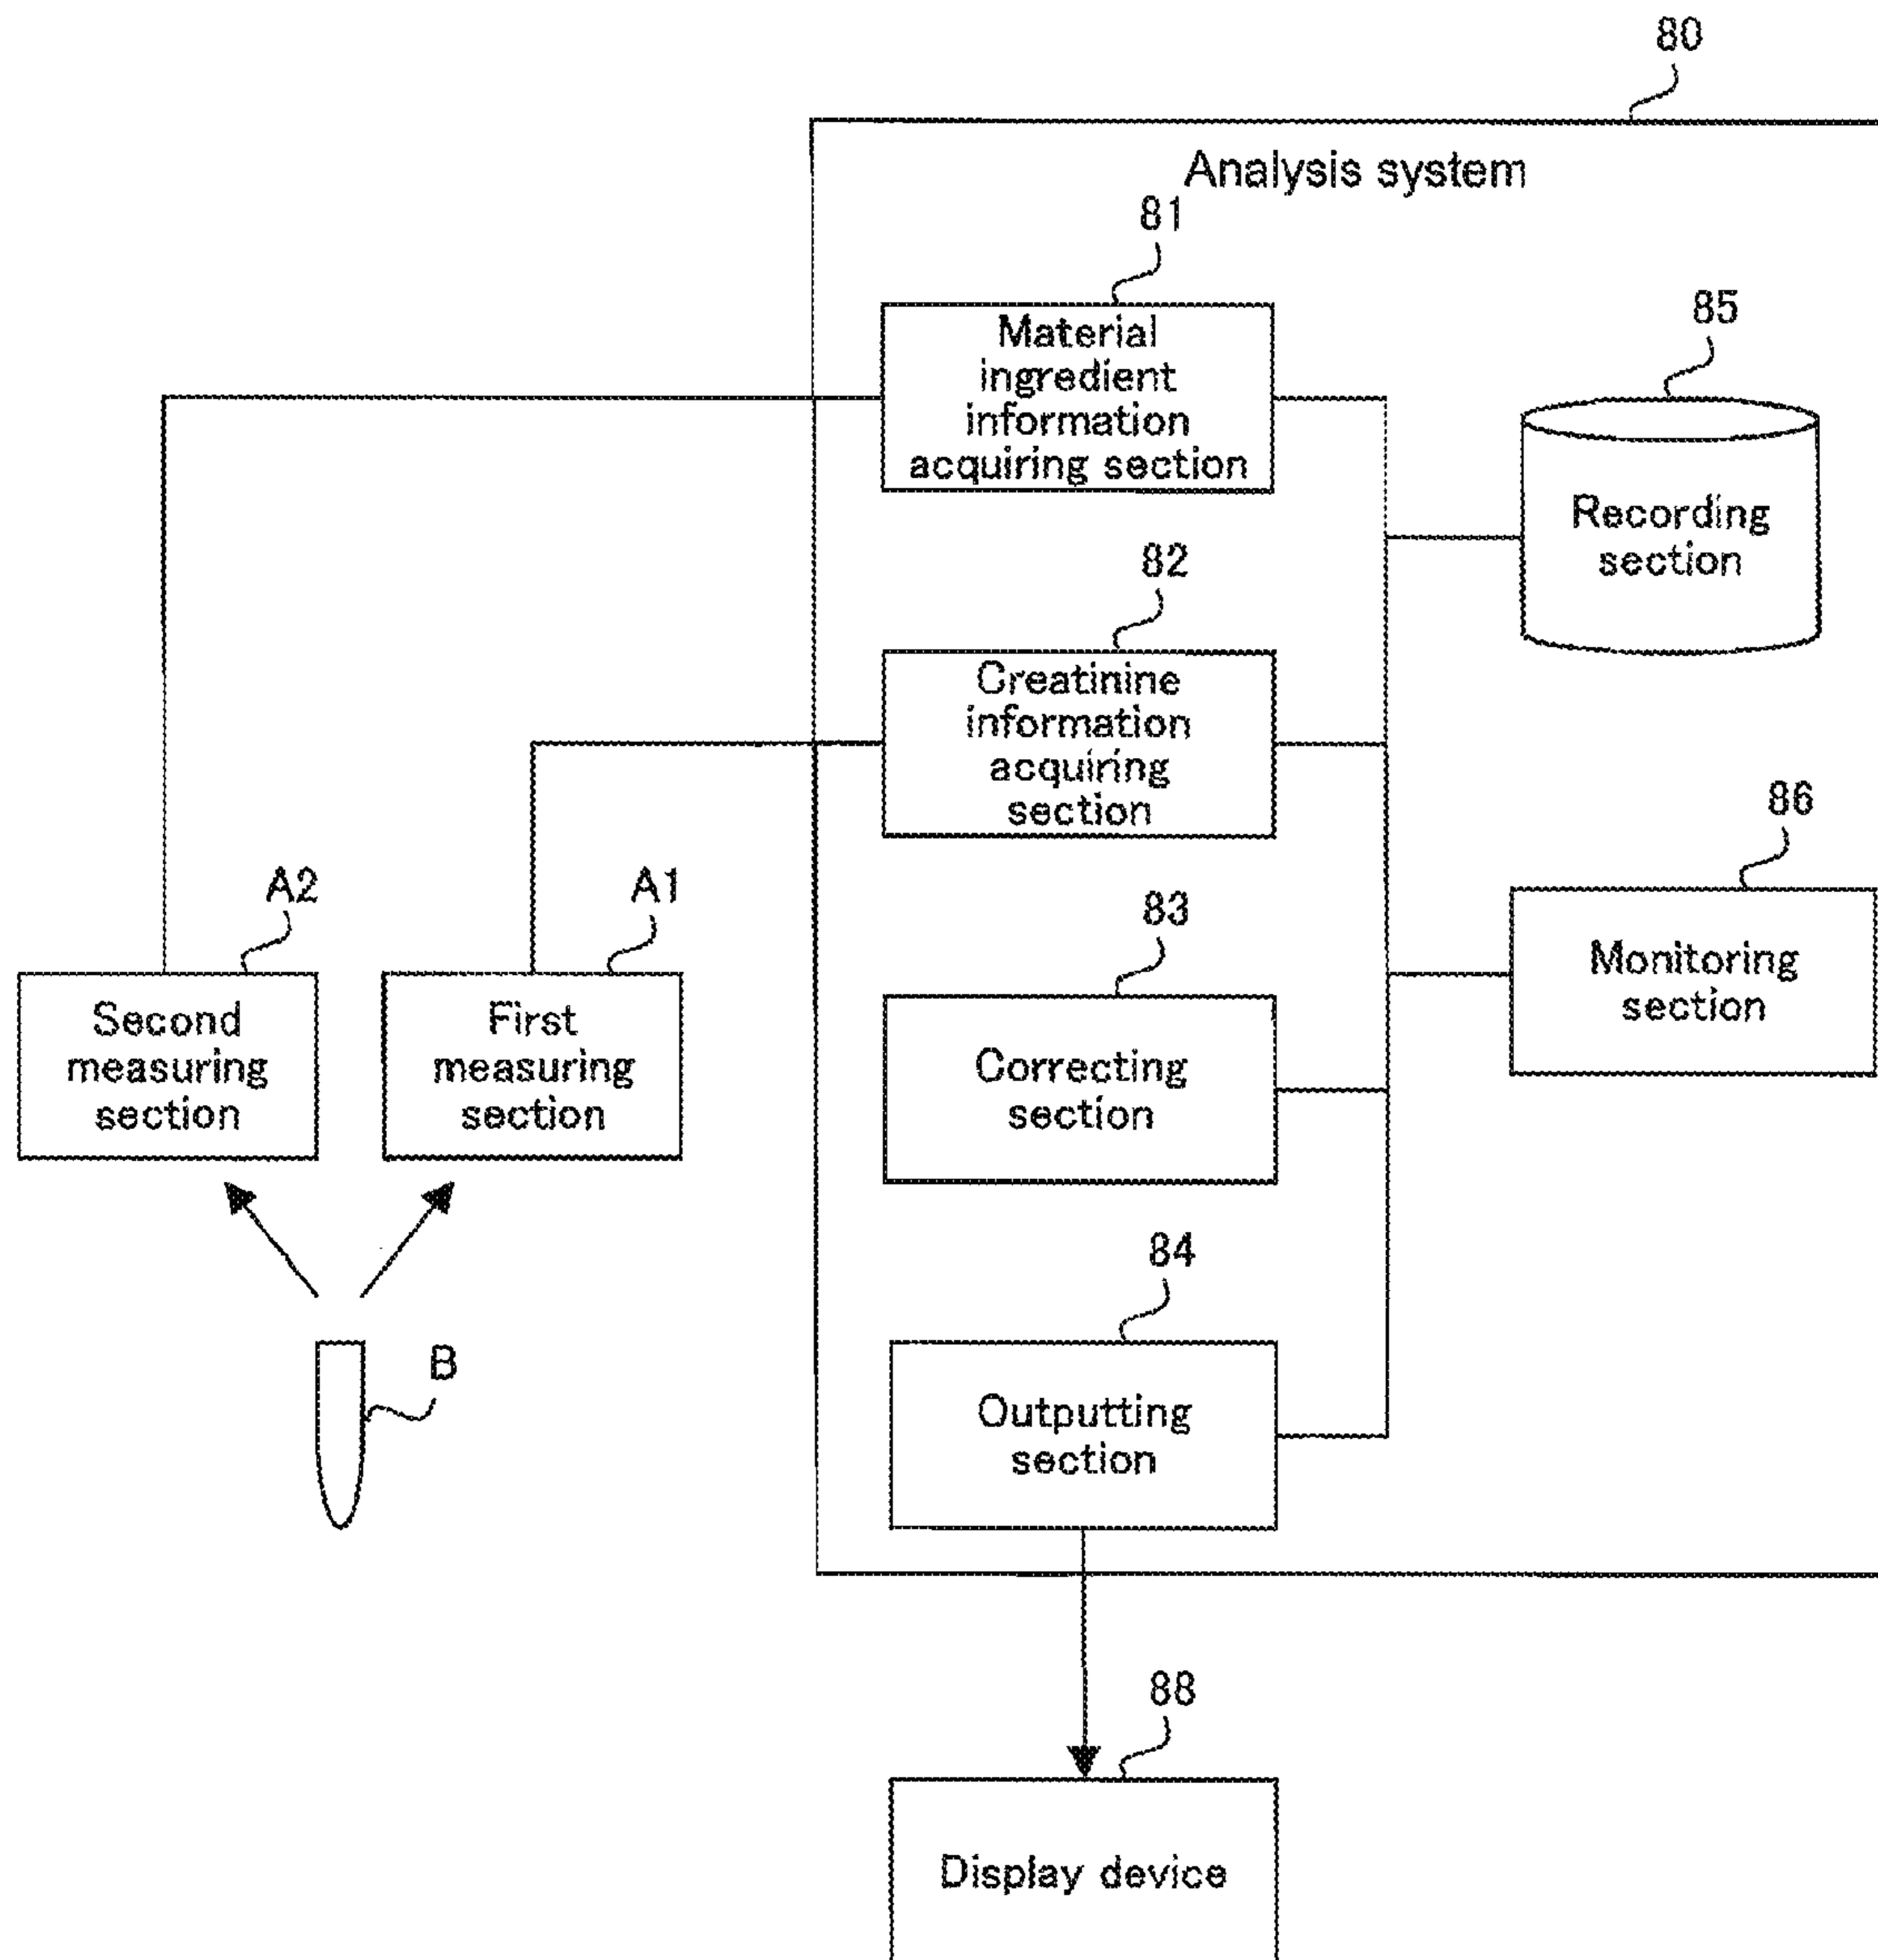 80
Analysis system
81
Material
ingredient
information
acquiring section
85
Recording
section
82
Creatinine
information
acquiring
section
86
Monitoring
section
A2
Second
measuring
section
A1
First
measuring
section
83
Correcting
section
84
Outputting
section
B
88
Display device